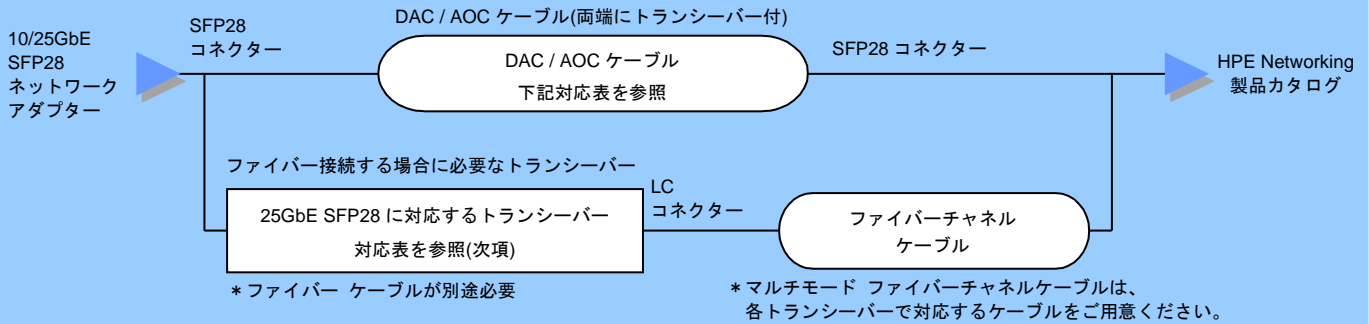 10/25GbE
SFP28
ネットワーク
アダプター
SFP28
コネクター
DAC / AOC ケーブル(両端にトランシーバー付)
DAC / AOC ケーブル
下記対応表を参照
SFP28 コネクター
HPE Networking
製品カタログ
ファイバー接続する場合に必要なトランシーバー
25GbE SFP28 に対応するトランシーバー
対応表を参照(次項)
＊ファイバー ケーブルが別途必要
LC
コネクター
ファイバーチャネル
ケーブル
＊マルチモード ファイバーチャネルケーブルは、
各トランシーバーで対応するケーブルをご用意ください。